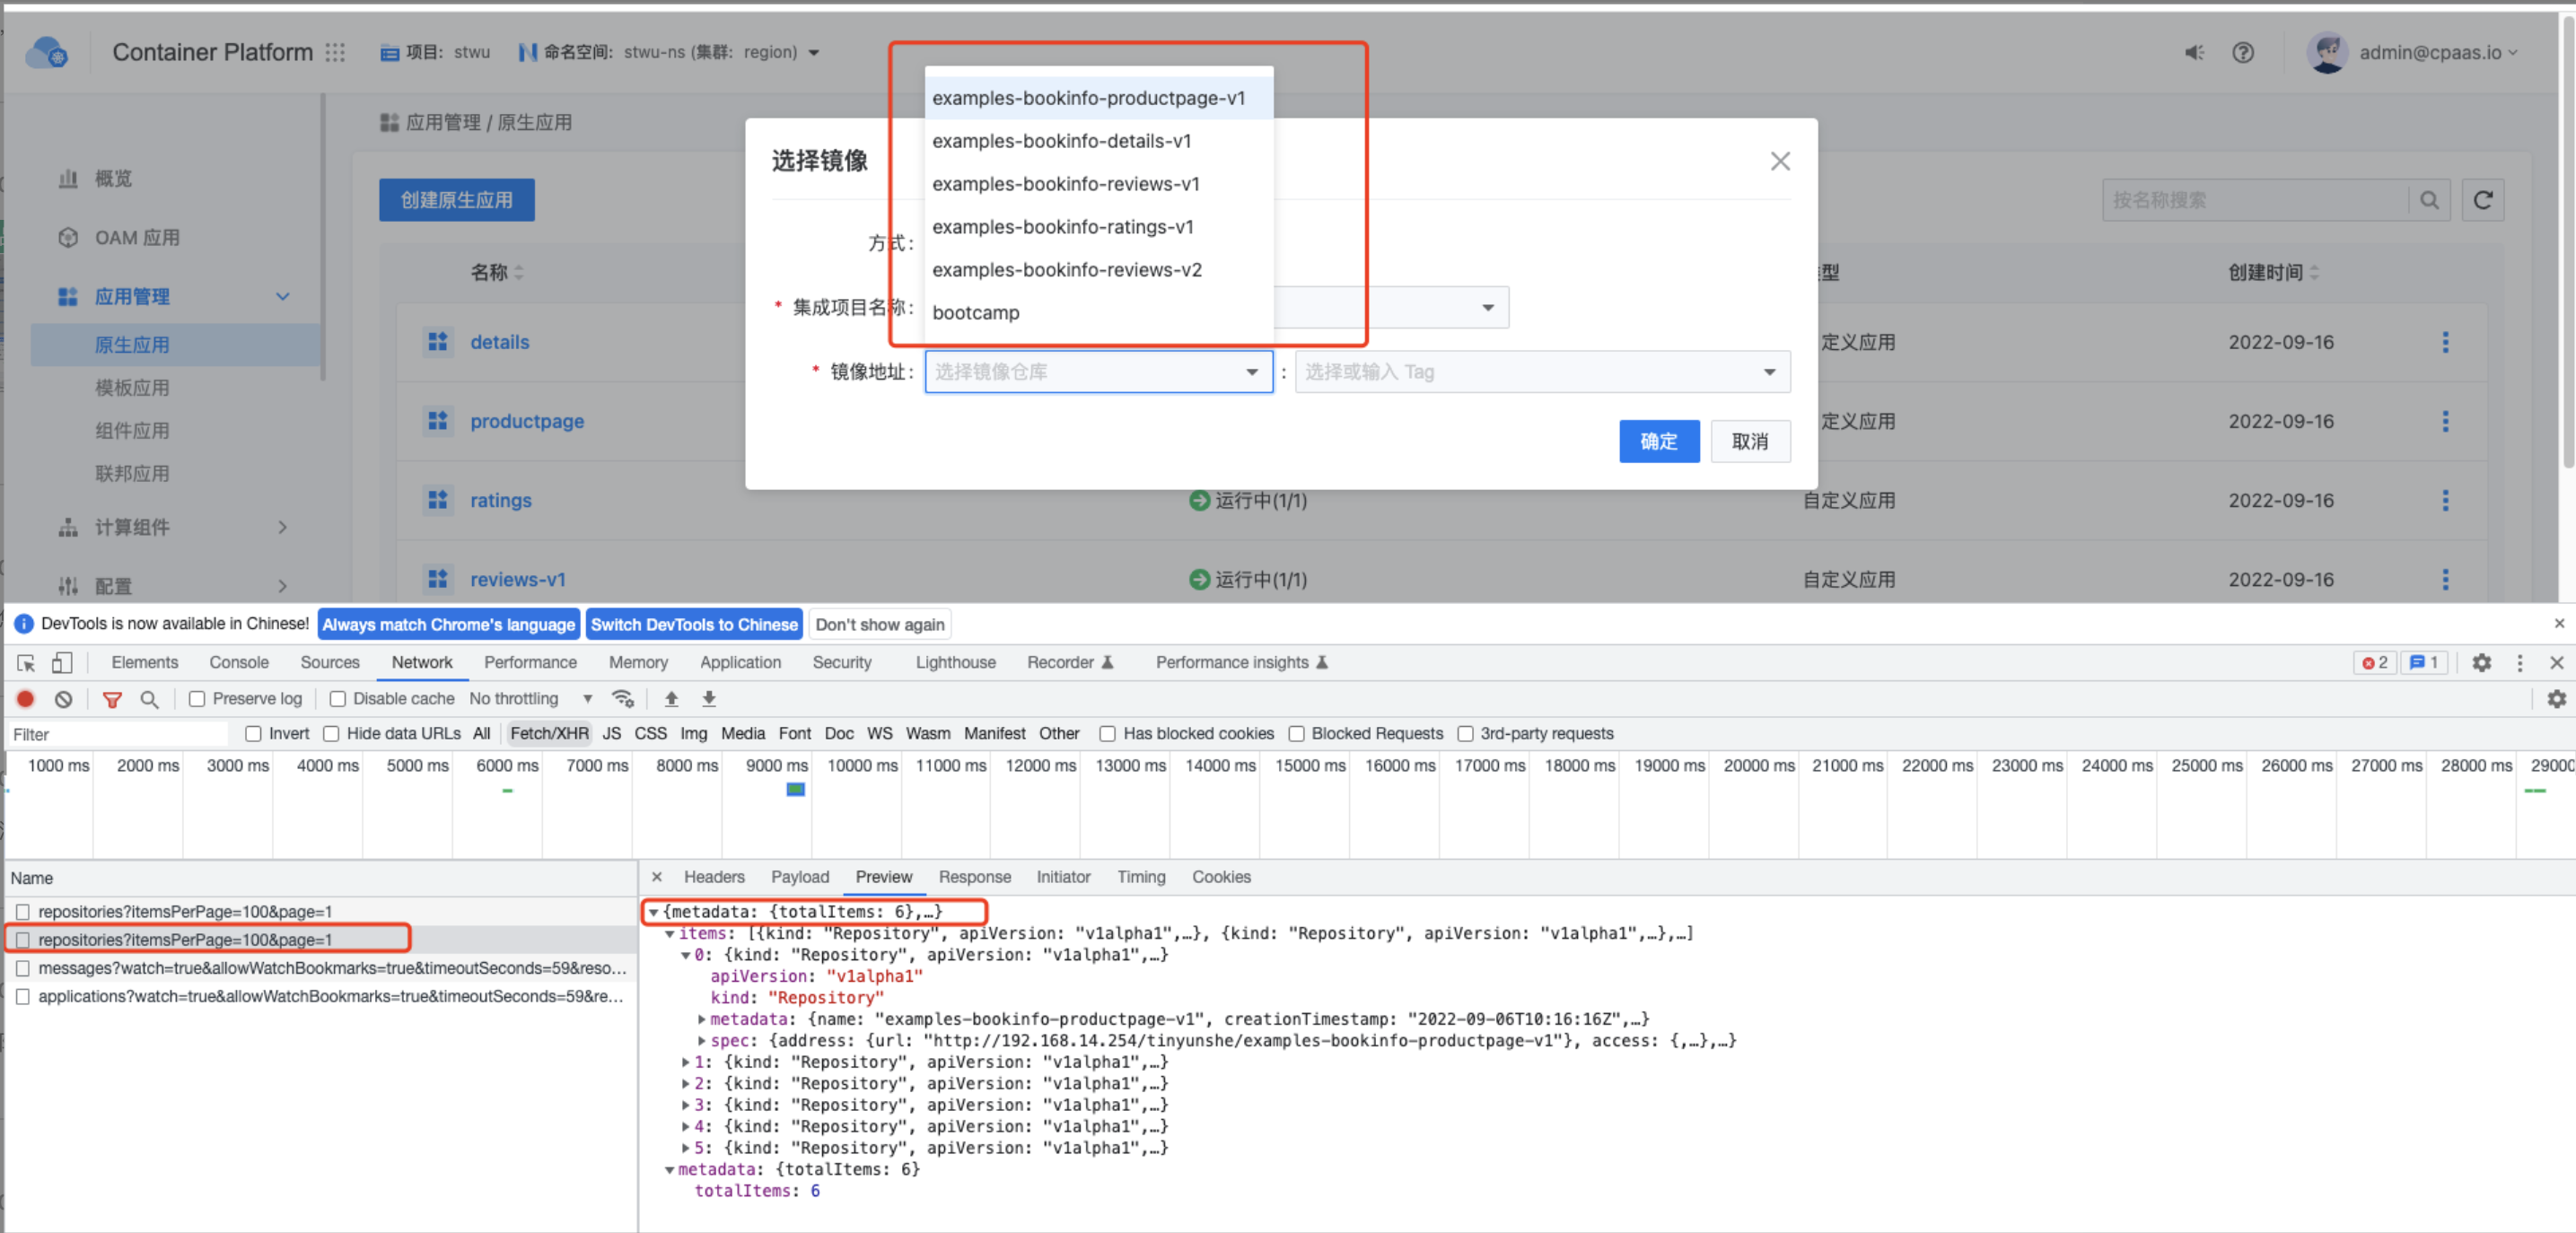 Container Platform 项目: stwu 命名空间: stwu-ns (集群: region) admin@cpaas.io
应用管理 / 原生应用
概览
OAM 应用
应用管理
原生应用
模板应用
组件应用
联邦应用
计算组件
配置
创建原生应用
按名称搜索
名称
型
创建时间
details
定义应用
2022-09-16
productpage
定义应用
2022-09-16
ratings
运行中(1/1)
自定义应用
2022-09-16
reviews-v1
运行中(1/1)
自定义应用
2022-09-16
选择镜像
方式:
* 集成项目名称:
* 镜像地址:
examples-bookinfo-productpage-v1
examples-bookinfo-details-v1
examples-bookinfo-reviews-v1
examples-bookinfo-ratings-v1
examples-bookinfo-reviews-v2
bootcamp
选择镜像仓库
:
选择或输入 Tag
确定
取消
DevTools is now available in Chinese! Always match Chrome's language Switch DevTools to Chinese Don't show again
Elements Console Sources Network Performance Memory Application Security Lighthouse Recorder Performance insights 2 1
Preserve log Disable cache No throttling
Filter Invert Hide data URLs All Fetch/XHR JS CSS Img Media Font Doc WS Wasm Manifest Other Has blocked cookies Blocked Requests 3rd-party requests
1000 ms 2000 ms 3000 ms 4000 ms 5000 ms 6000 ms 7000 ms 8000 ms 9000 ms 10000 ms 11000 ms 12000 ms 13000 ms 14000 ms 15000 ms 16000 ms 17000 ms 18000 ms 19000 ms 20000 ms 21000 ms 22000 ms 23000 ms 24000 ms 25000 ms 26000 ms 27000 ms 28000 ms 29000
Name
repositories?itemsPerPage=100&page=1
repositories?itemsPerPage=100&page=1
messages?watch=true&allowWatchBookmarks=true&timeoutSeconds=59&reso...
applications?watch=true&allowWatchBookmarks=true&timeoutSeconds=59&re...
Headers Payload Preview Response Initiator Timing Cookies
{metadata: {totalItems: 6},…}
items: [{kind: "Repository", apiVersion: "v1alpha1",…}, {kind: "Repository", apiVersion: "v1alpha1",…},…]
0: {kind: "Repository", apiVersion: "v1alpha1",…}
apiVersion: "v1alpha1"
kind: "Repository"
metadata: {name: "examples-bookinfo-productpage-v1", creationTimestamp: "2022-09-06T10:16:16Z",…}
spec: {address: {url: "http://192.168.14.254/tinyunshe/examples-bookinfo-productpage-v1"}, access: {,…},…}
1: {kind: "Repository", apiVersion: "v1alpha1",…}
2: {kind: "Repository", apiVersion: "v1alpha1",…}
3: {kind: "Repository", apiVersion: "v1alpha1",…}
4: {kind: "Repository", apiVersion: "v1alpha1",…}
5: {kind: "Repository", apiVersion: "v1alpha1",…}
metadata: {totalItems: 6}
totalItems: 6